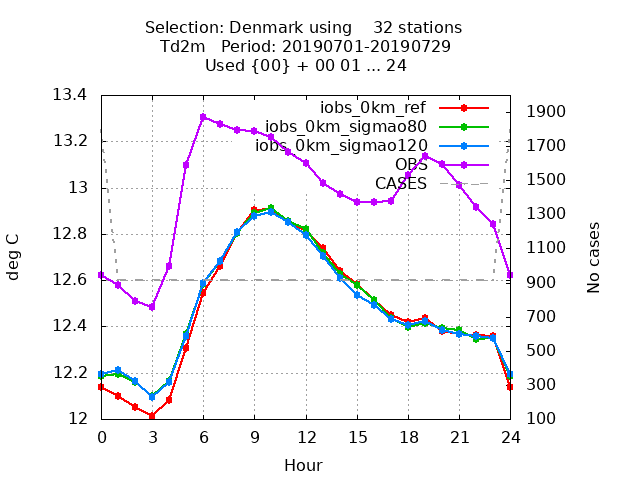 Selection: Denmark using 32 stations
Td2m Period: 20190701-20190729
Used {00} + 00 01 ... 24
iobs_0km_ref
iobs_0km_sigmao80
iobs_0km_sigmao120
OBS
CASES
13.4
13.2
13
12.8
12.6
12.4
12.2
12
deg C
1900
1700
1500
1300
1100
900
700
500
300
100
No cases
0 3 6 9 12 15 18 21 24
Hour